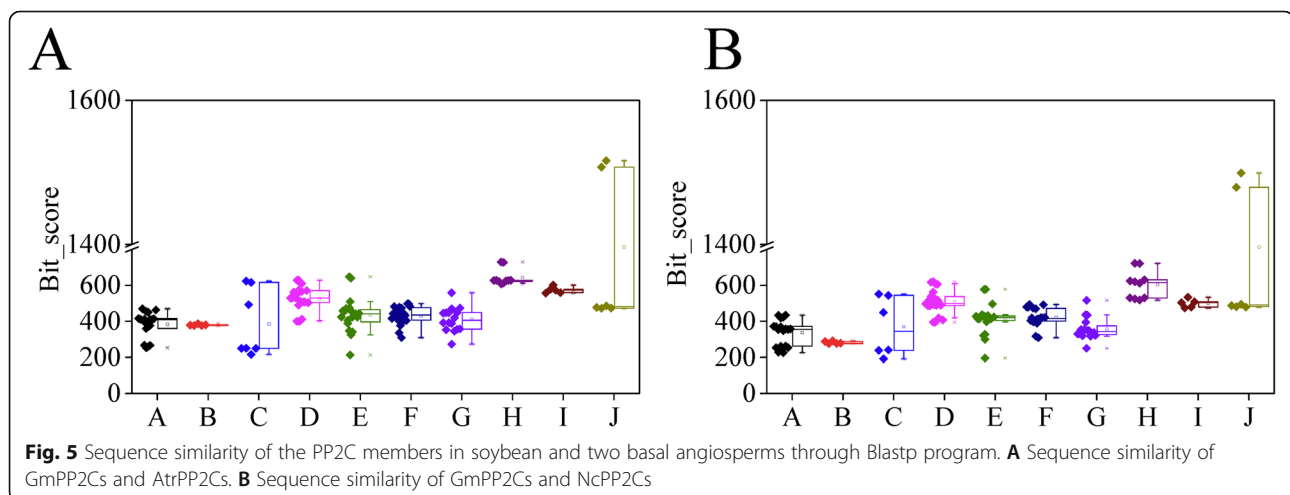 A
B
1600
1400
600
400
200
0
Bit_score
A B C D E F G H I J
1600
1400
600
400
200
0
Bit_score
A B C D E F G H I J
Fig. 5 Sequence similarity of the PP2C members in soybean and two basal angiosperms through Blastp program. A Sequence similarity of
GmPP2Cs and AtrPP2Cs. B Sequence similarity of GmPP2Cs and NcPP2Cs